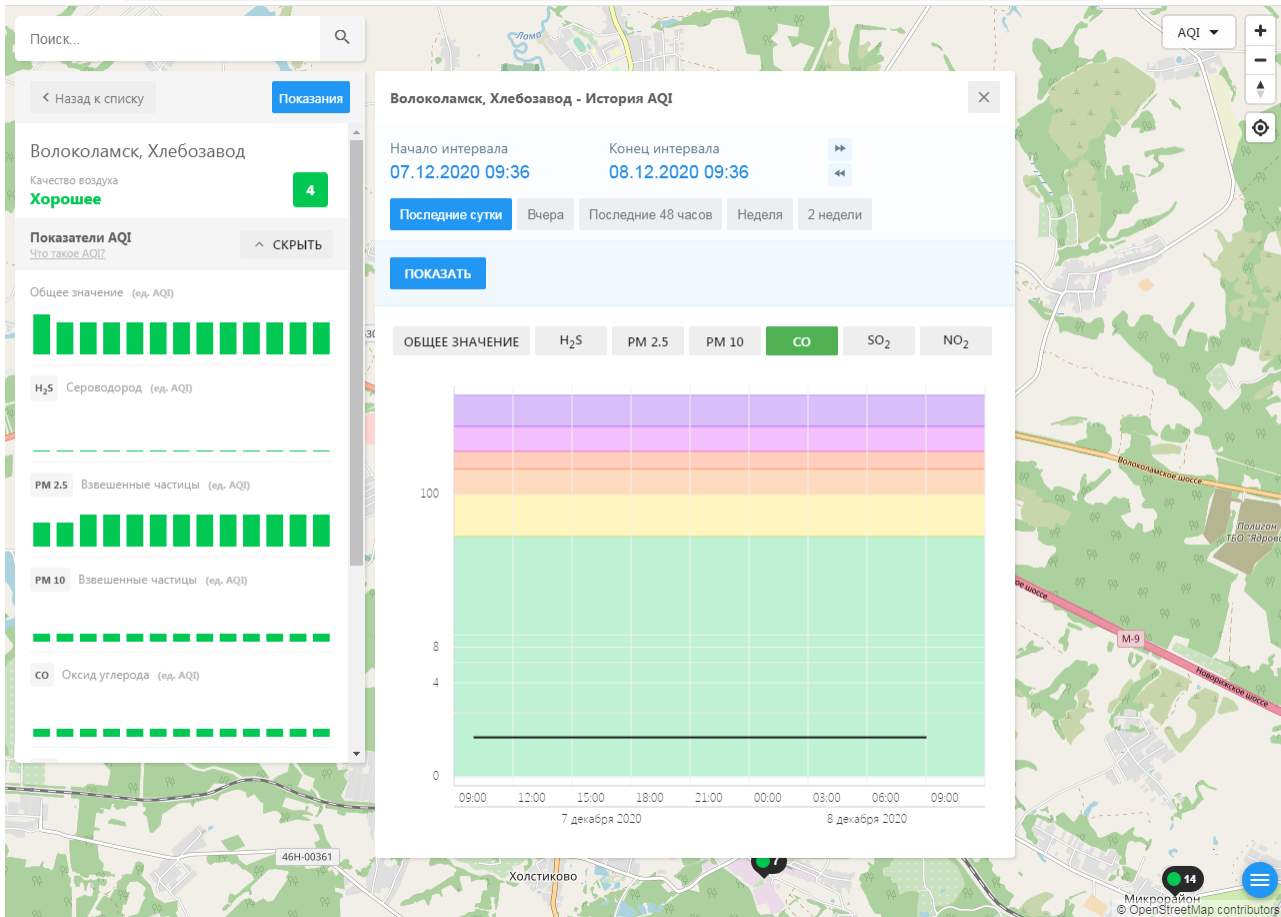 Поиск...
AQI
Назад к списку
Показания
Волоколамск, Хлебозавод
Качество воздуха
Хорошее
4
Показатели AQI
Что такое AQI?
СКРЫТЬ
Общее значение (ед. AQI)
H₂S Сероводород (ед. AQI)
PM 2.5 Взвешенные частицы (ед. AQI)
PM 10 Взвешенные частицы (ед. AQI)
CO Оксид углерода (ед. AQI)
Волоколамск, Хлебозавод - История AQI
Начало интервала
07.12.2020 09:36
Конец интервала
08.12.2020 09:36
Последние сутки Вчера Последние 48 часов Неделя 2 недели
ПОКАЗАТЬ
ОБЩЕЕ ЗНАЧЕНИЕ H₂S PM 2.5 PM 10 CO SO₂ NO₂
100
8
4
0
09:00 12:00 15:00 18:00 21:00 00:00 03:00 06:00 09:00
7 декабря 2020 8 декабря 2020
Волоколамское шоссе
Полигон
ТБО "Ядрово
М-9
Новорижское шоссе
46Н-00361
Холстиково
7
14
Микрорайон
© OpenStreetMap contributors